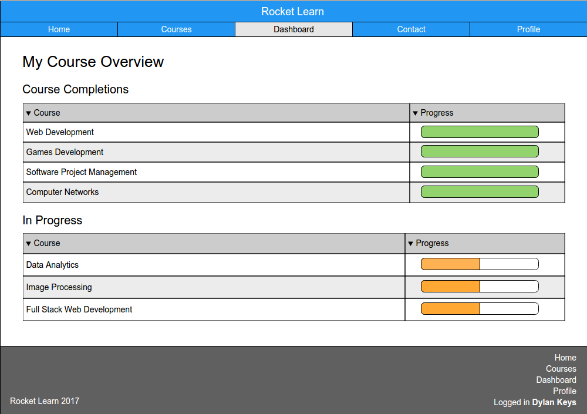 Rocket Learn
Home Courses Dashboard Contact Profile
My Course Overview
Course Completions
▼ Course ▼ Progress
Web Development
Games Development
Software Project Management
Computer Networks
In Progress
▼ Course ▼ Progress
Data Analytics
Image Processing
Full Stack Web Development
Home
Courses
Dashboard
Profile
Rocket Learn 2017 Logged in Dylan Keys